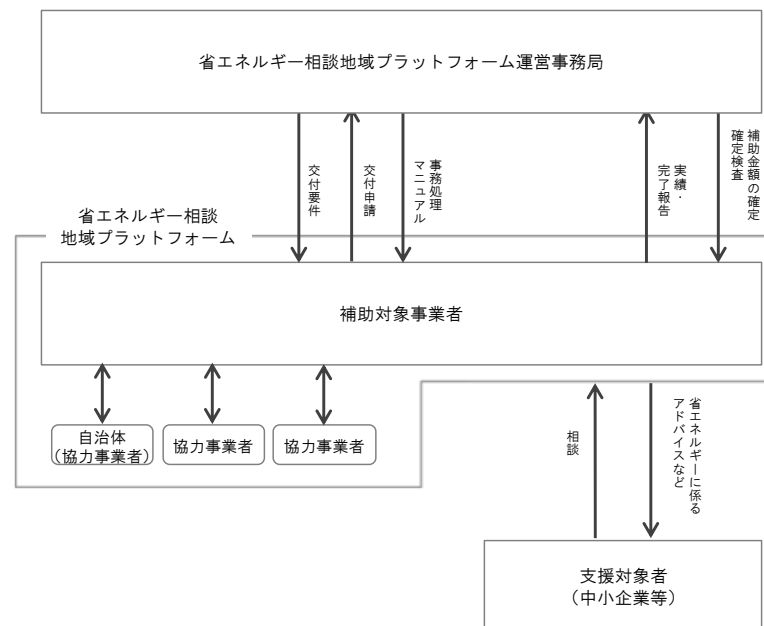 省エネルギー相談地域プラットフォーム運営事務局
交付要件
交付申請
事務処理
マニュアル
実績・
完了報告
補助金額の確定
確定検査
省エネルギー相談
地域プラットフォーム
補助対象事業者
自治体
（協力事業者）
協力事業者
協力事業者
相談
省エネルギーに係る
アドバイスなど
支援対象者
（中小企業等）